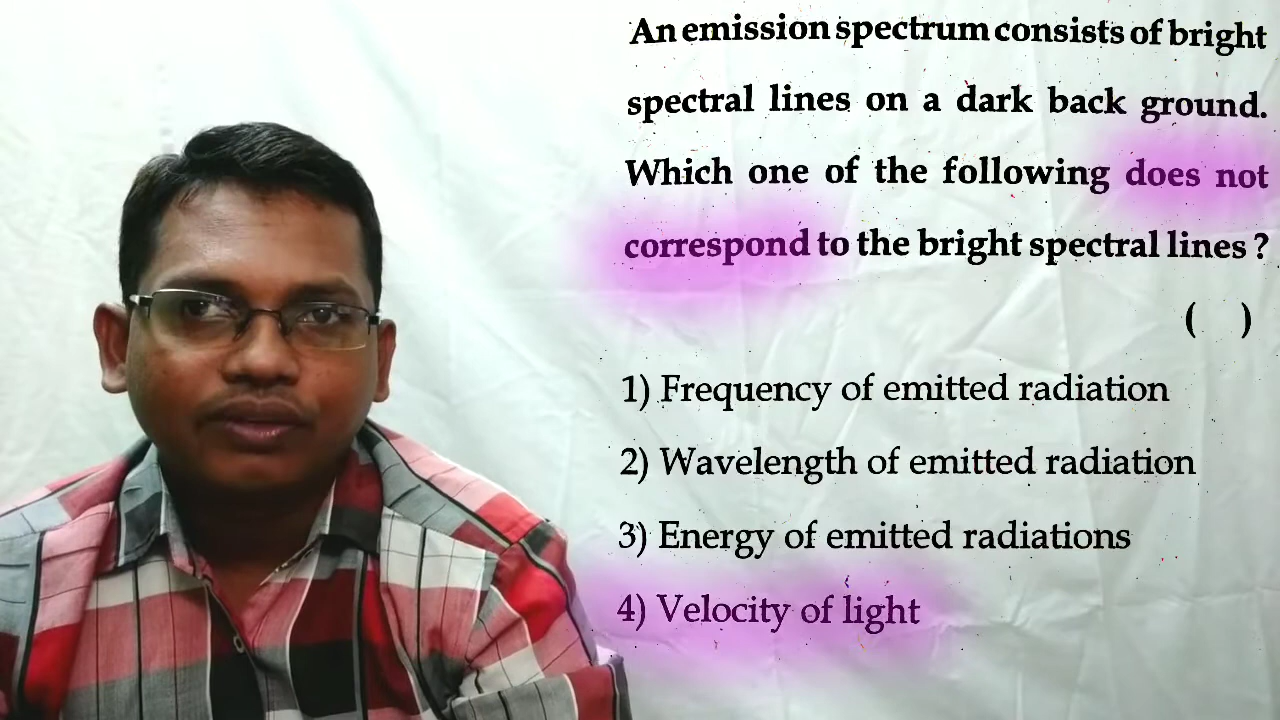 An emission spectrum consists of bright
spectral lines on a dark back ground.
Which one of the following does not
correspond to the bright spectral lines ?
( )
1) Frequency of emitted radiation
2) Wavelength of emitted radiation
3) Energy of emitted radiations
4) Velocity of light